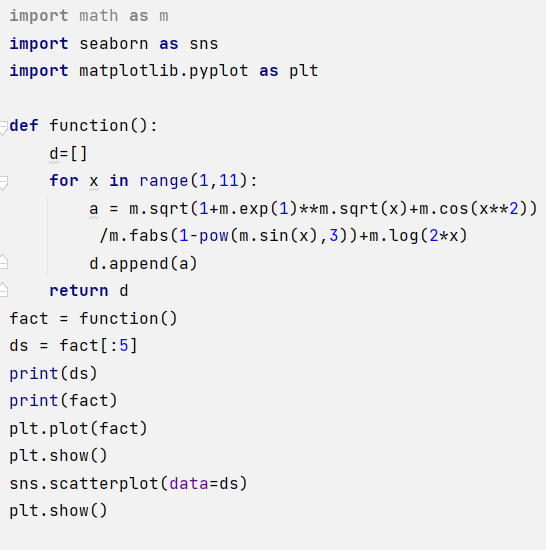 import math as m
import seaborn as sns
import matplotlib.pyplot as plt
def function():
    d=[]
    for x in range(1,11):
        a = m.sqrt(1+m.exp(1)**m.sqrt(x)+m.cos(x**2))
         /m.fabs(1-pow(m.sin(x),3))+m.log(2*x)
        d.append(a)
    return d
fact = function()
ds = fact[:5]
print(ds)
print(fact)
plt.plot(fact)
plt.show()
sns.scatterplot(data=ds)
plt.show()